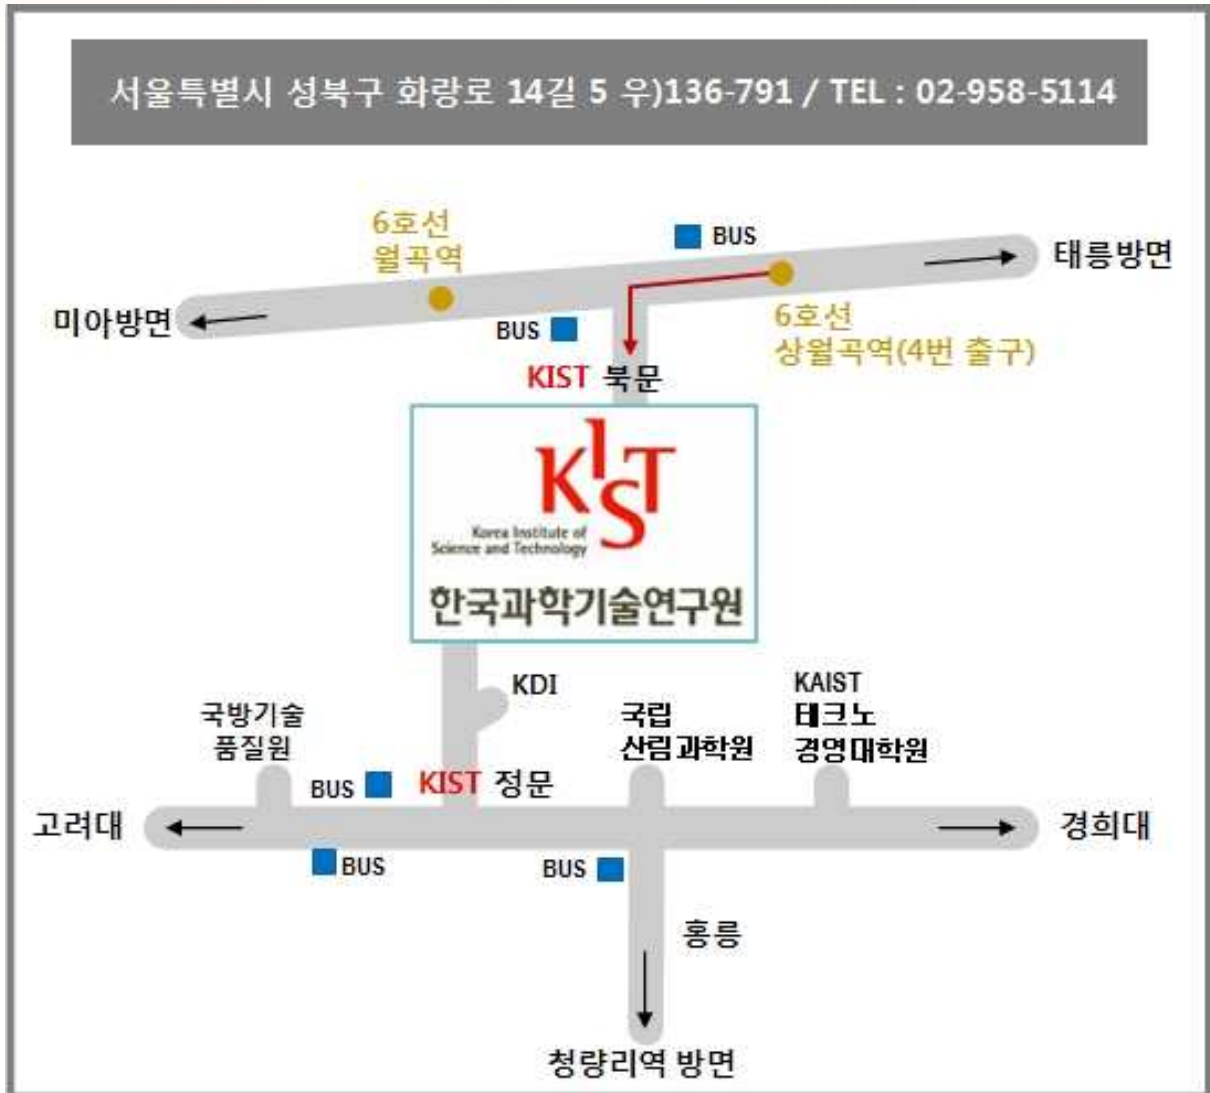 서울특별시 성북구 화랑로 14길 5 우)136-791 / TEL : 02-958-5114
6호선
월곡역
BUS
태릉방면
미아방면
BUS
6호선
상월곡역(4번 출구)
KIST 북문
KIST
Korea Institute of
Science and Technology
한국과학기술연구원
KDI
국방기술
품질원
국립
산림과학원
KAIST
테크노
경영대학원
BUS
KIST 정문
고려대
경희대
BUS
BUS
홍릉
청량리역 방면